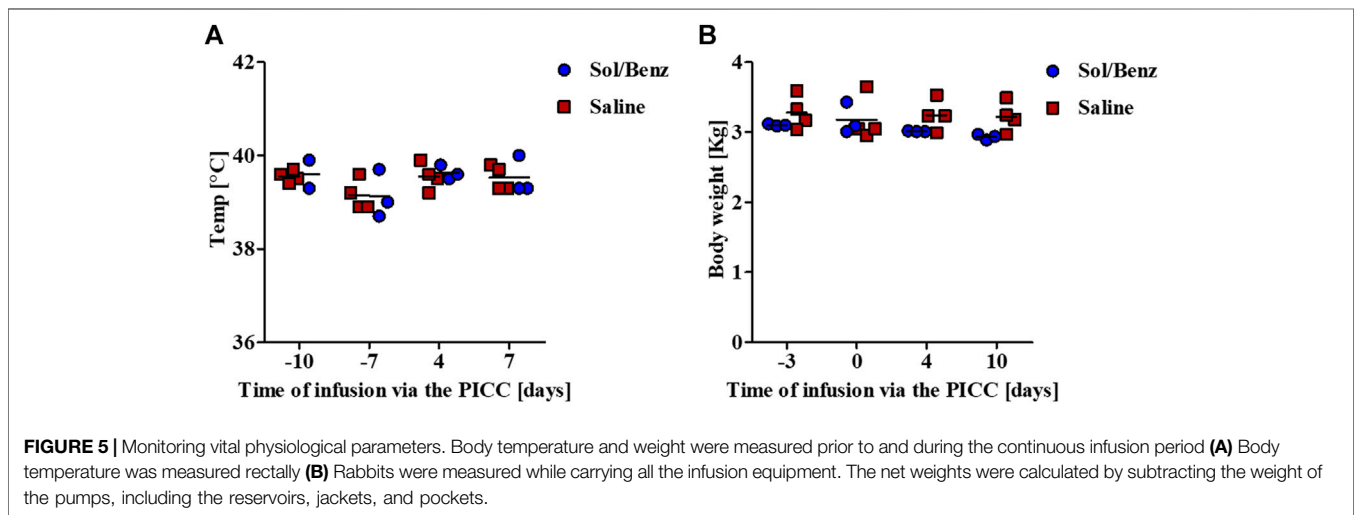 A
B
42
40
38
36
Temp [°C]
Sol/Benz
Saline
-10 -7 4 7
Time of infusion via the PICC [days]
4
3
2
1
0
Body weight [Kg]
Sol/Benz
Saline
-3 0 4 10
Time of infusion via the PICC [days]
FIGURE 5 | Monitoring vital physiological parameters. Body temperature and weight were measured prior to and during the continuous infusion period (A) Body
temperature was measured rectally (B) Rabbits were measured while carrying all the infusion equipment. The net weights were calculated by subtracting the weight of
the pumps, including the reservoirs, jackets, and pockets.